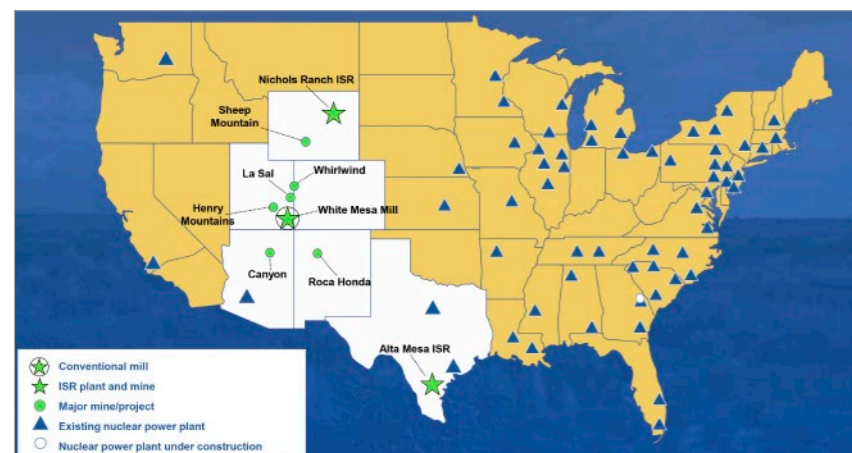 Nichols Ranch ISR
Sheep
Mountain
La Sal
Whirlwind
Henry
Mountains
White Mesa Mill
Canyon
Roca Honda
Alta Mesa ISR
Conventional mill
ISR plant and mine
Major mine/project
Existing nuclear power plant
Nuclear power plant under construction